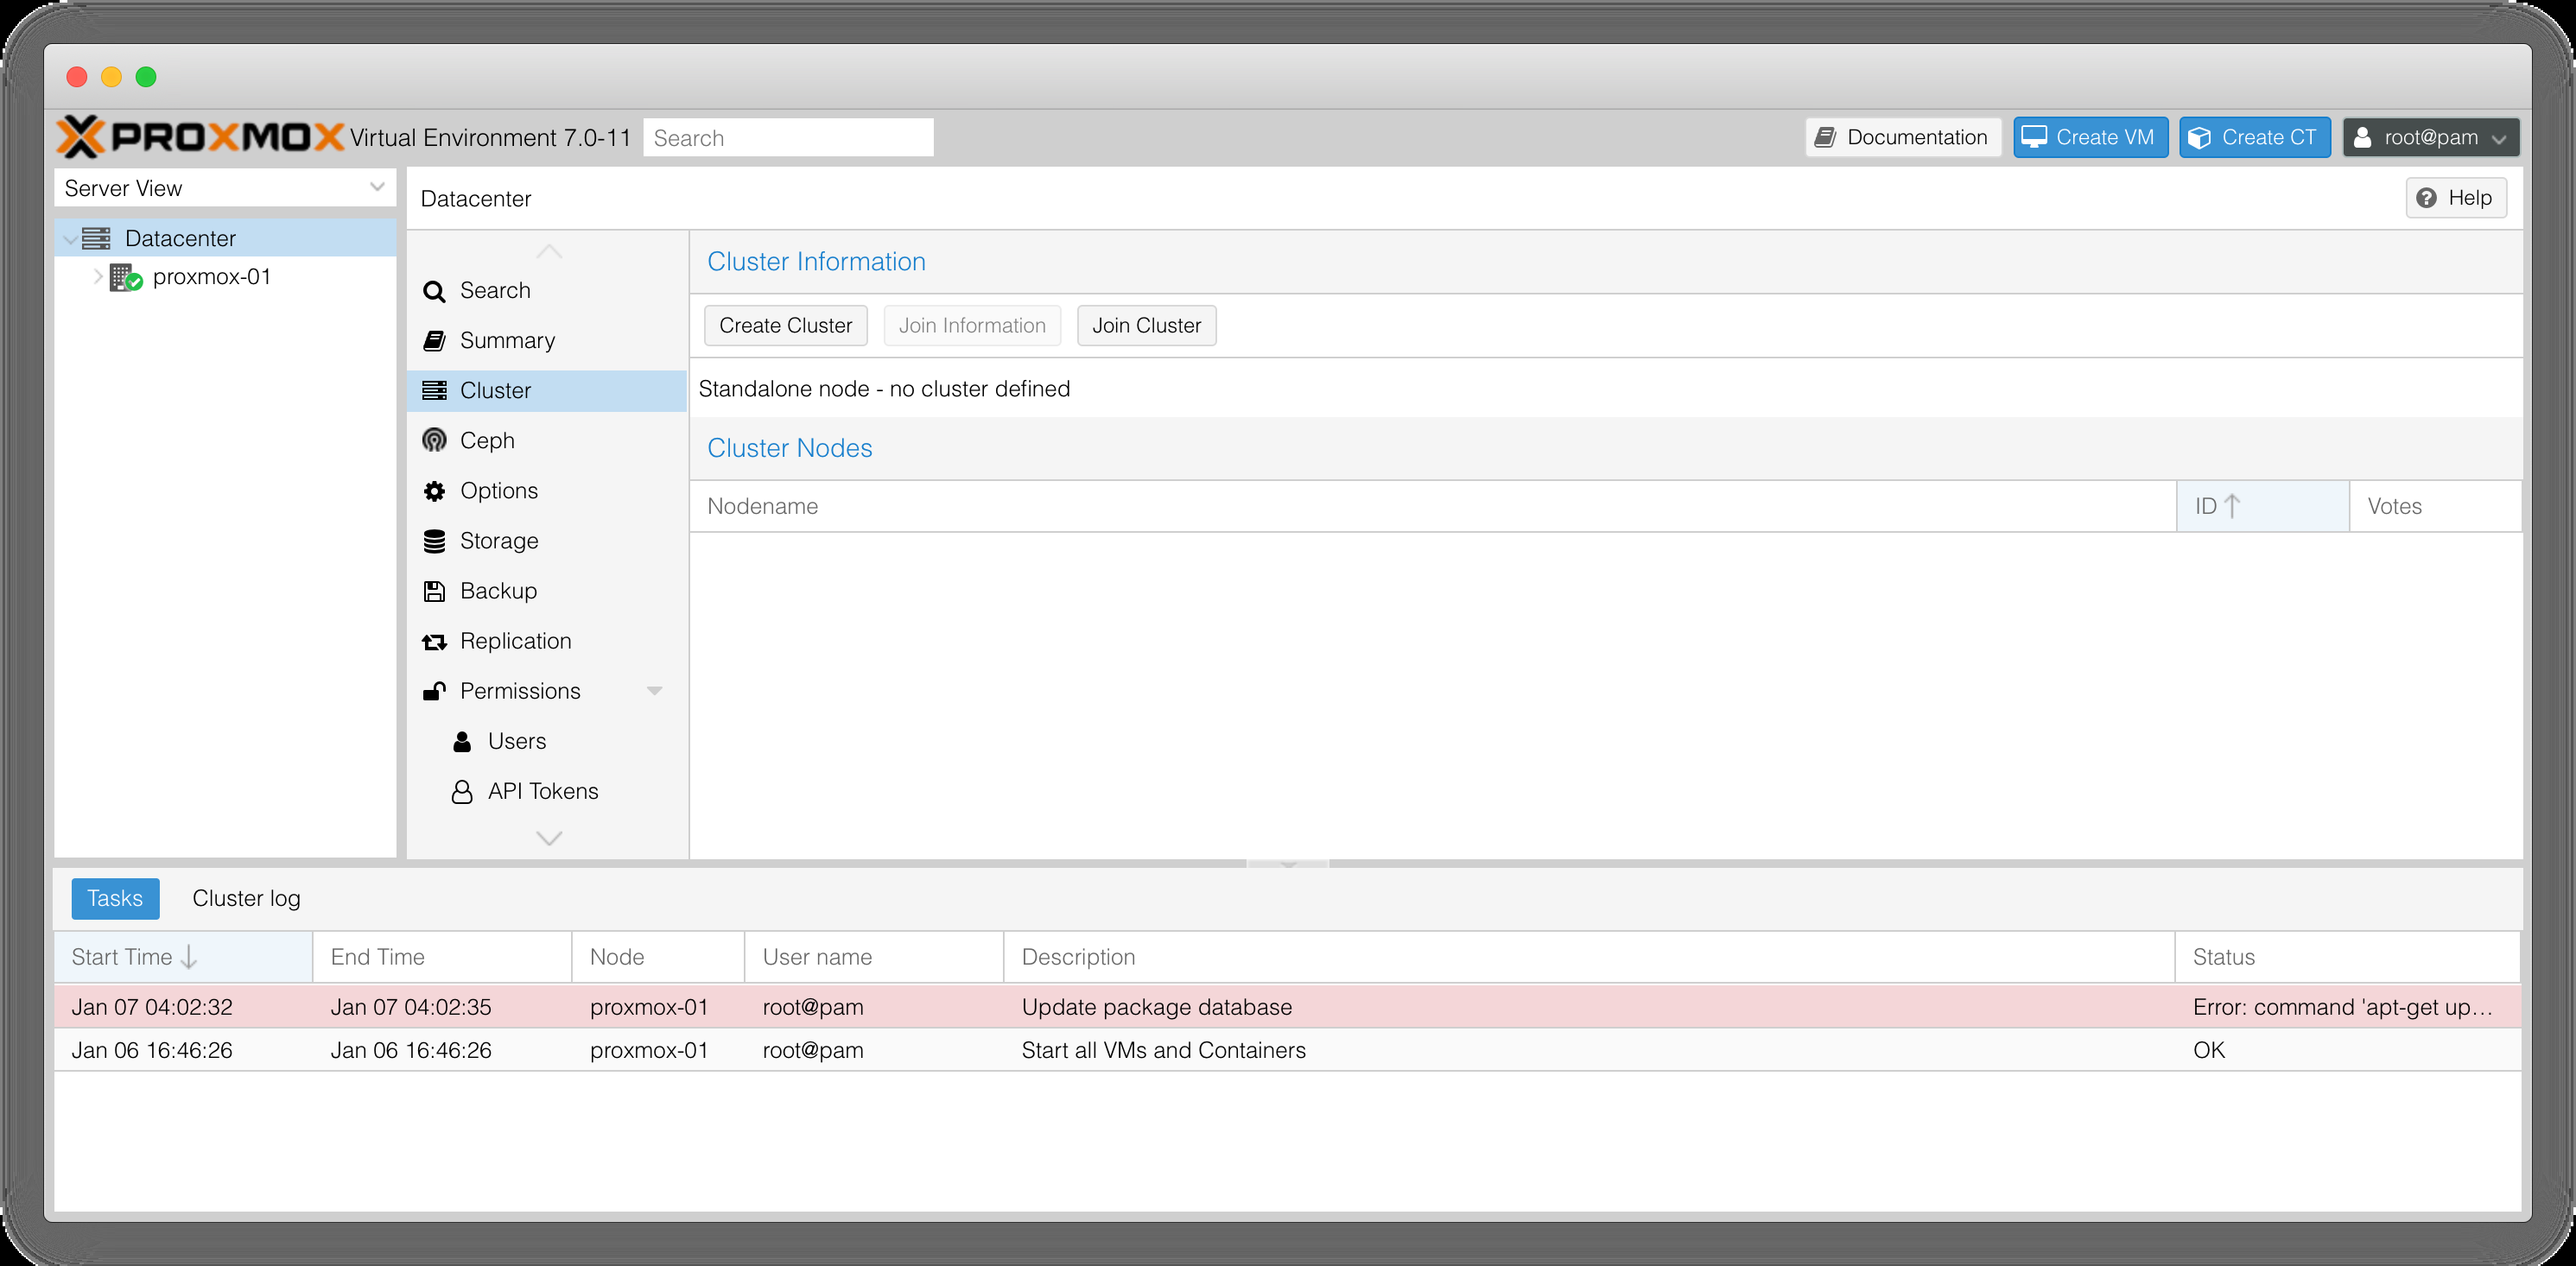 PROXMOX Virtual Environment 7.0-11 Search Documentation Create VM Create CT root@pam
Server View
Datacenter
proxmox-01
Datacenter Help
Search
Summary
Cluster
Ceph
Options
Storage
Backup
Replication
Permissions
Users
API Tokens
Cluster Information
Create Cluster Join Information Join Cluster
Standalone node - no cluster defined
Cluster Nodes
Nodename ID Votes
Tasks Cluster log
Start Time End Time Node User name Description Status
Jan 07 04:02:32 Jan 07 04:02:35 proxmox-01 root@pam Update package database Error: command 'apt-get up...
Jan 06 16:46:26 Jan 06 16:46:26 proxmox-01 root@pam Start all VMs and Containers OK